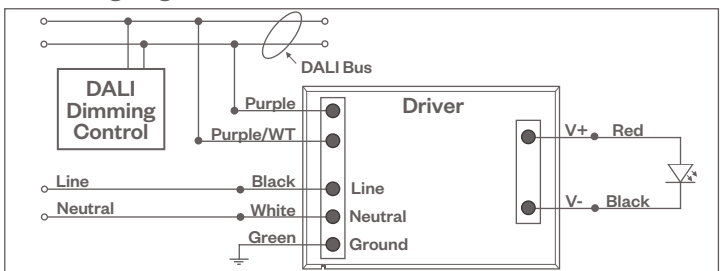 DALI Bus
DALI
Dimming
Control
Driver
Purple
Purple/WT
V+ Red
Line Black Line
V- Black
Neutral White Neutral
Green Ground